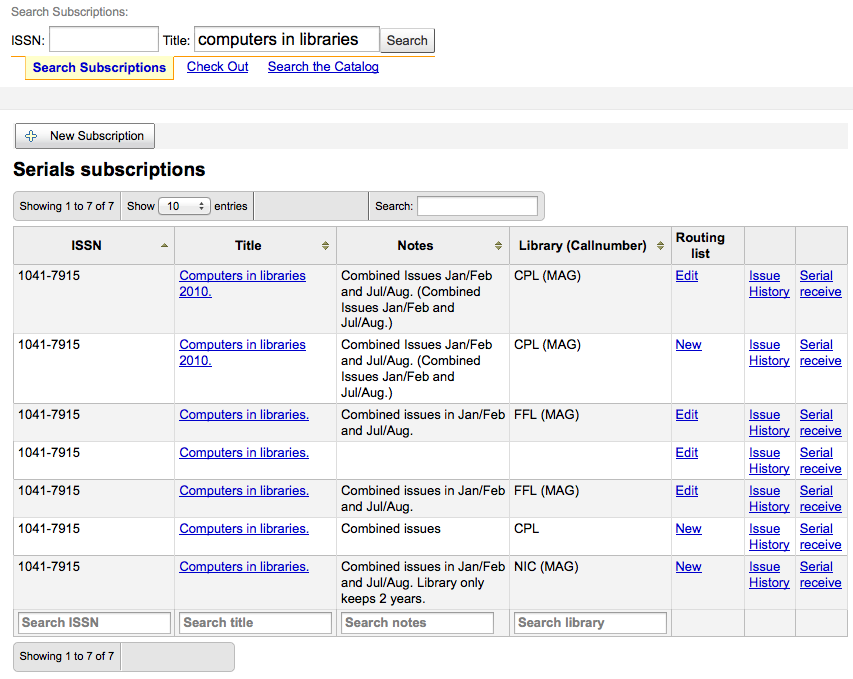 Search Subscriptions:
ISSN: Title: computers in libraries Search
Search Subscriptions Check Out Search the Catalog
New Subscription
Serials subscriptions
Showing 1 to 7 of 7 Show 10 entries Search:
ISSN Title Notes Library (Callnumber) Routing list
1041-7915 Computers in libraries 2010. Combined Issues Jan/Feb and Jul/Aug. (Combined Issues Jan/Feb and Jul/Aug.) CPL (MAG) Edit Issue History Serial receive
1041-7915 Computers in libraries 2010. Combined Issues Jan/Feb and Jul/Aug. (Combined Issues Jan/Feb and Jul/Aug.) CPL (MAG) New Issue History Serial receive
1041-7915 Computers in libraries. Combined issues in Jan/Feb and Jul/Aug. FFL (MAG) Edit Issue History Serial receive
1041-7915 Computers in libraries. Edit Issue History Serial receive
1041-7915 Computers in libraries. Combined issues in Jan/Feb and Jul/Aug. FFL (MAG) Edit Issue History Serial receive
1041-7915 Computers in libraries. Combined issues CPL New Issue History Serial receive
1041-7915 Computers in libraries. Combined issues in Jan/Feb and Jul/Aug. Library only keeps 2 years. NIC (MAG) New Issue History Serial receive
Search ISSN Search title Search notes Search library
Showing 1 to 7 of 7